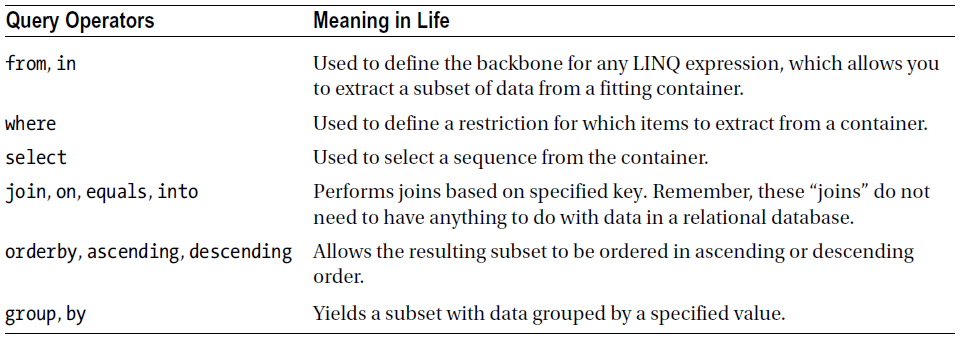 Query Operators Meaning in Life
from, in Used to define the backbone for any LINQ expression, which allows you
to extract a subset of data from a fitting container.
where Used to define a restriction for which items to extract from a container.
select Used to select a sequence from the container.
join, on, equals, into Performs joins based on specified key. Remember, these “joins” do not
need to have anything to do with data in a relational database.
orderby, ascending, descending Allows the resulting subset to be ordered in ascending or descending
order.
group, by Yields a subset with data grouped by a specified value.